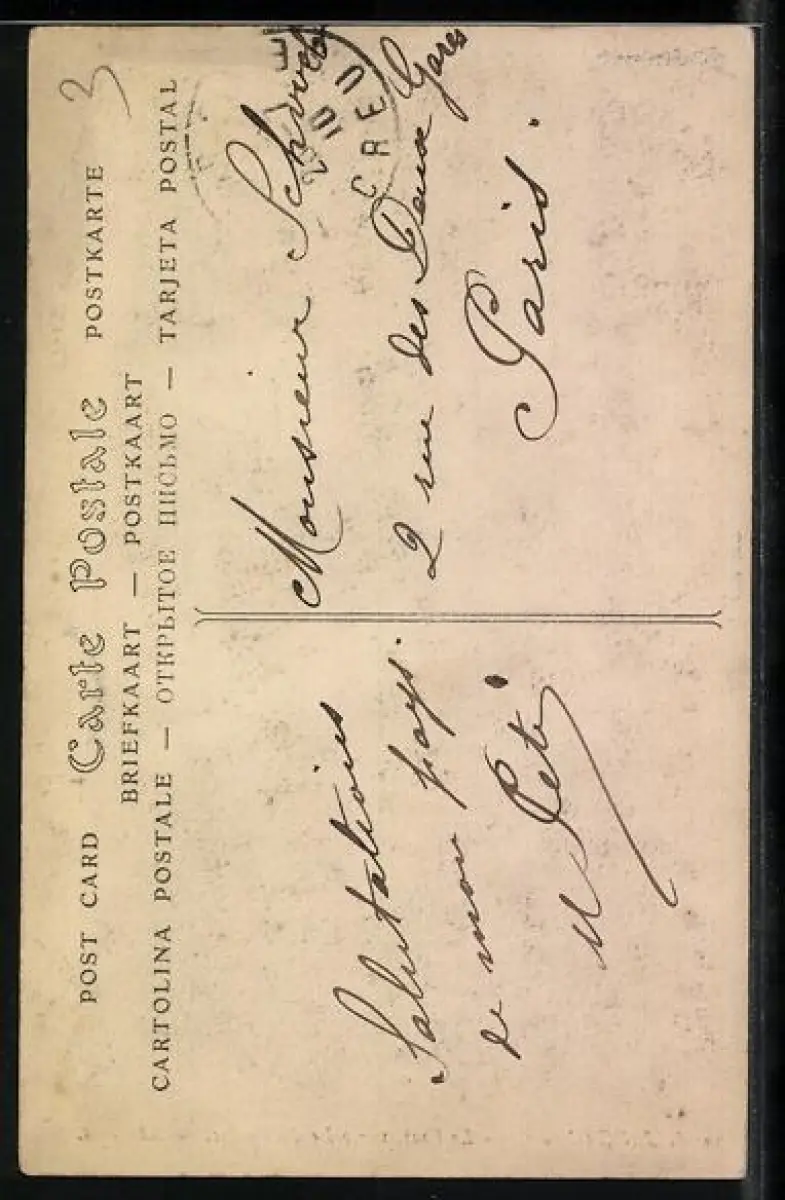 POST CARD Carte Postale POSTKARTE
BRIEFKAART — POSTKAART
CARTOLINA POSTALE — ОТКРЫТОЕ ПИСЬМО — TARJETA POSTAL
3
Salutations
de mon pays.
Monsieur
2 rue des Deux Gares
Paris.
CREU